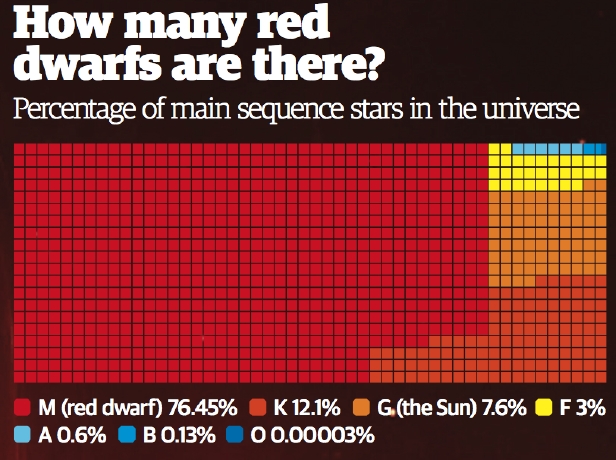 How many red
dwarfs are there?
Percentage of main sequence stars in the universe
M (red dwarf) 76.45% K 12.1% G (the Sun) 7.6% F 3%
A 0.6% B 0.13% O 0.00003%